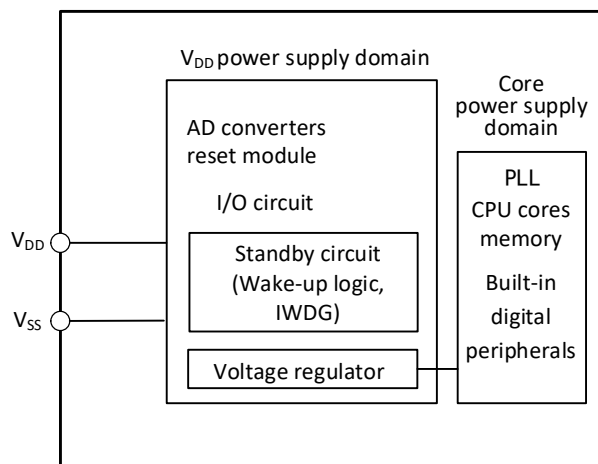 V_DD power supply domain
Core
power supply
domain
AD converters
reset module
I/O circuit
Standby circuit
(Wake-up logic,
IWDG)
Voltage regulator
PLL
CPU cores
memory
Built-in
digital
peripherals
V_DD
V_SS